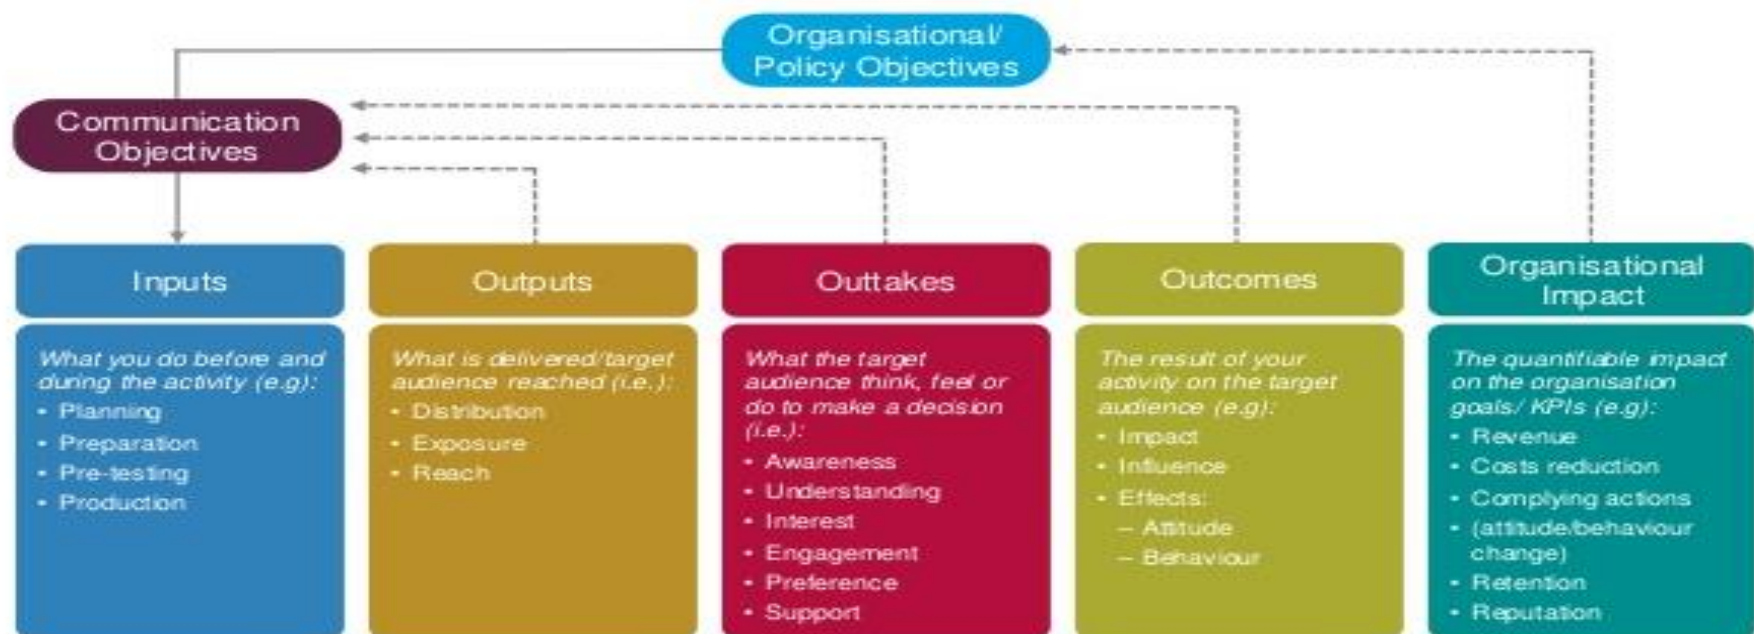 Organisational/
Policy Objectives
Communication
Objectives
Inputs
Outputs
Outtakes
Outcomes
Organisational
Impact
What you do before and
during the activity (e.g):
• Planning
• Preparation
• Pre-testing
• Production
What is delivered/target
audience reached (i.e.):
• Distribution
• Exposure
• Reach
What the target
audience think, feel or
do to make a decision
(i.e.):
• Awareness
• Understanding
• Interest
• Engagement
• Preference
• Support
The result of your
activity on the target
audience (e.g):
• Impact
• Influence
• Effects:
– Attitude
– Behaviour
The quantifiable impact
on the organisation
goals/ KPIs (e.g):
• Revenue
• Costs reduction
• Complying actions
• (attitude/behaviour
change)
• Retention
• Reputation